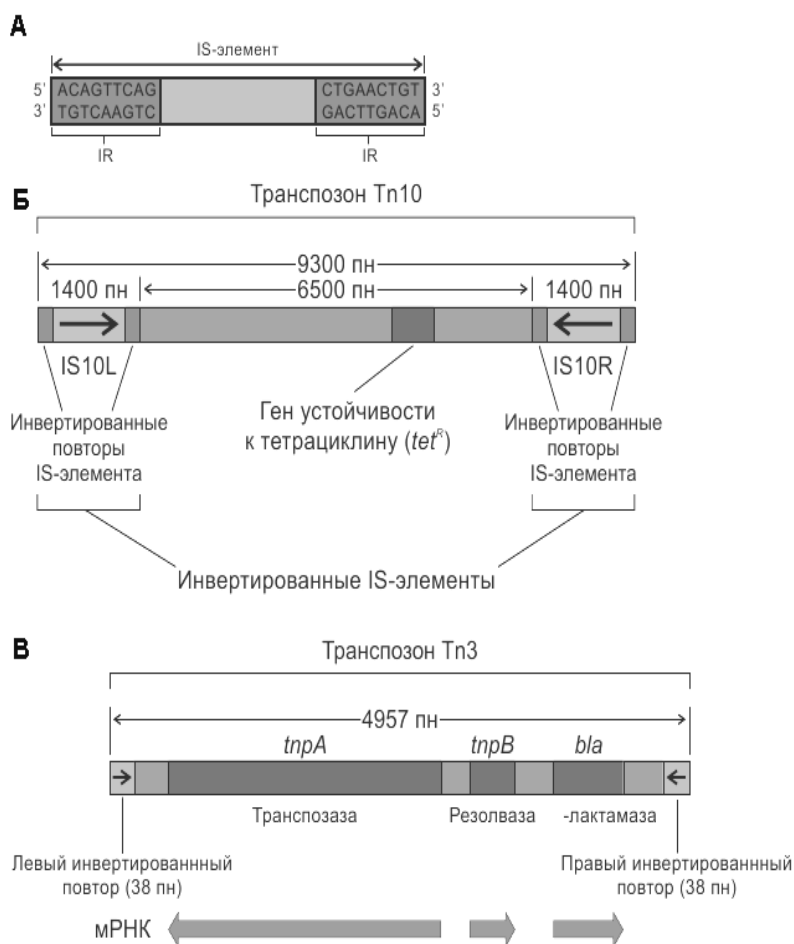 А
IS-элемент
5' ACAGTTCAG CTGAACTGT 3'
3' TGTCAAGTC GACTTGACA 5'
IR IR
Б
Транспозон Tn10
9300 пн
1400 пн 6500 пн 1400 пн
IS10L IS10R
Инвертированные
повторы
IS-элемента
Ген устойчивости
к тетрациклину (tetR)
Инвертированные
повторы
IS-элемента
Инвертированные IS-элементы
В
Транспозон Tn3
4957 пн
tnpA tnpB bla
Транспозаза Резолваза -лактамаза
Левый инвертированнный
повтор (38 пн)
Правый инвертированнный
повтор (38 пн)
мРНК